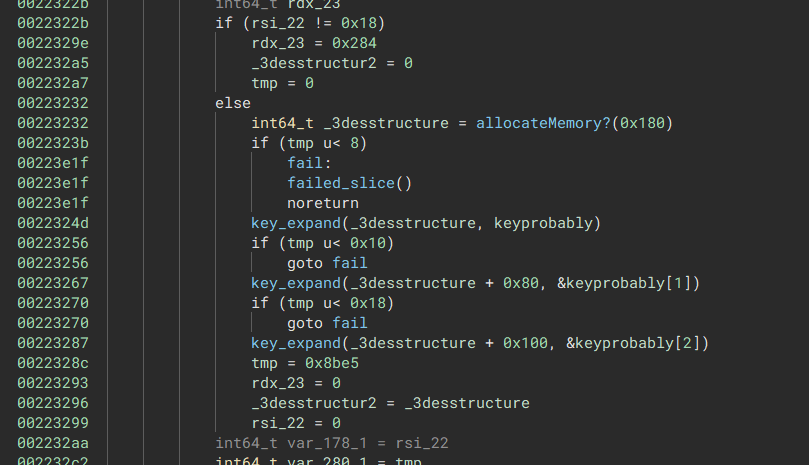 0022322b int64_t rdx_23
0022322b if (rsi_22 != 0x18)
0022329e rdx_23 = 0x284
002232a5 _3desstructur2 = 0
002232a7 tmp = 0
00223232 else
00223232 int64_t _3desstructure = allocateMemory?(0x180)
0022323b if (tmp u< 8)
00223e1f fail:
00223e1f failed_slice()
00223e1f noreturn
0022324d key_expand(_3desstructure, keyprobably)
00223256 if (tmp u< 0x10)
00223256 goto fail
00223267 key_expand(_3desstructure + 0x80, &keyprobably[1])
00223270 if (tmp u< 0x18)
00223270 goto fail
00223287 key_expand(_3desstructure + 0x100, &keyprobably[2])
0022328c tmp = 0x8be5
00223293 rdx_23 = 0
00223296 _3desstructur2 = _3desstructure
00223299 rsi_22 = 0
002232aa int64_t var_178_1 = rsi_22
002232c2 int64_t var_280_1 = tmp